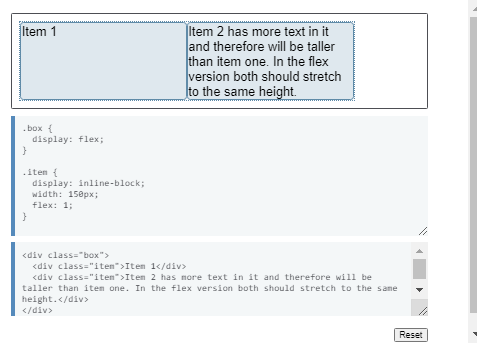 Item 1
Item 2 has more text in it
and therefore will be taller
than item one. In the flex
version both should stretch
to the same height.
.box {
  display: flex;
}
.item {
  display: inline-block;
  width: 150px;
  flex: 1;
}
<div class="box">
  <div class="item">Item 1</div>
  <div class="item">Item 2 has more text in it and therefore will be
taller than item one. In the flex version both should stretch to the same
height.</div>
</div>
Reset